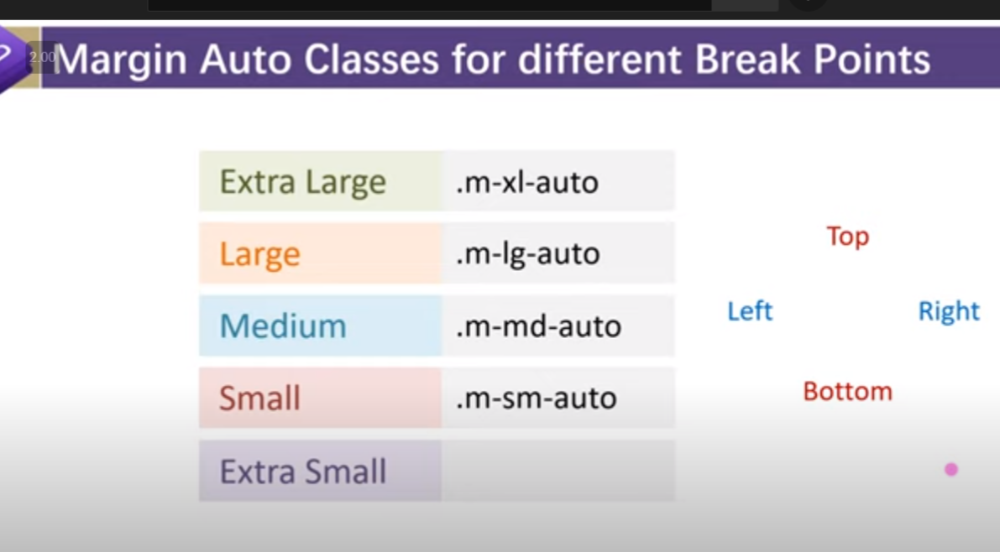 2.00
Margin Auto Classes for different Break Points
Extra Large .m-xl-auto
Large .m-lg-auto
Medium .m-md-auto
Small .m-sm-auto
Extra Small
Top
Left Right
Bottom